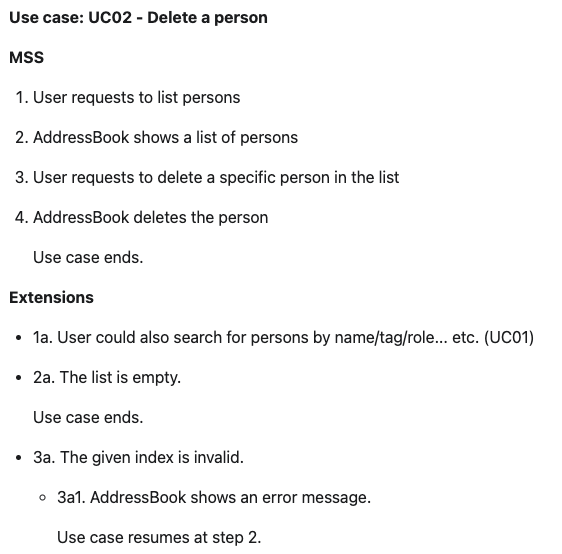 Use case: UC02 - Delete a person
MSS
1. User requests to list persons
2. AddressBook shows a list of persons
3. User requests to delete a specific person in the list
4. AddressBook deletes the person
Use case ends.
Extensions
• 1a. User could also search for persons by name/tag/role... etc. (UC01)
• 2a. The list is empty.
Use case ends.
• 3a. The given index is invalid.
◦ 3a1. AddressBook shows an error message.
Use case resumes at step 2.